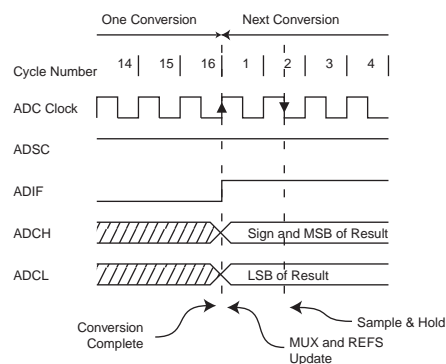 One Conversion Next Conversion
Cycle Number 14 15 16 1 2 3 4
ADC Clock
ADSC
ADIF
ADCH Sign and MSB of Result
ADCL LSB of Result
Sample & Hold
Conversion
Complete
MUX and REFS
Update